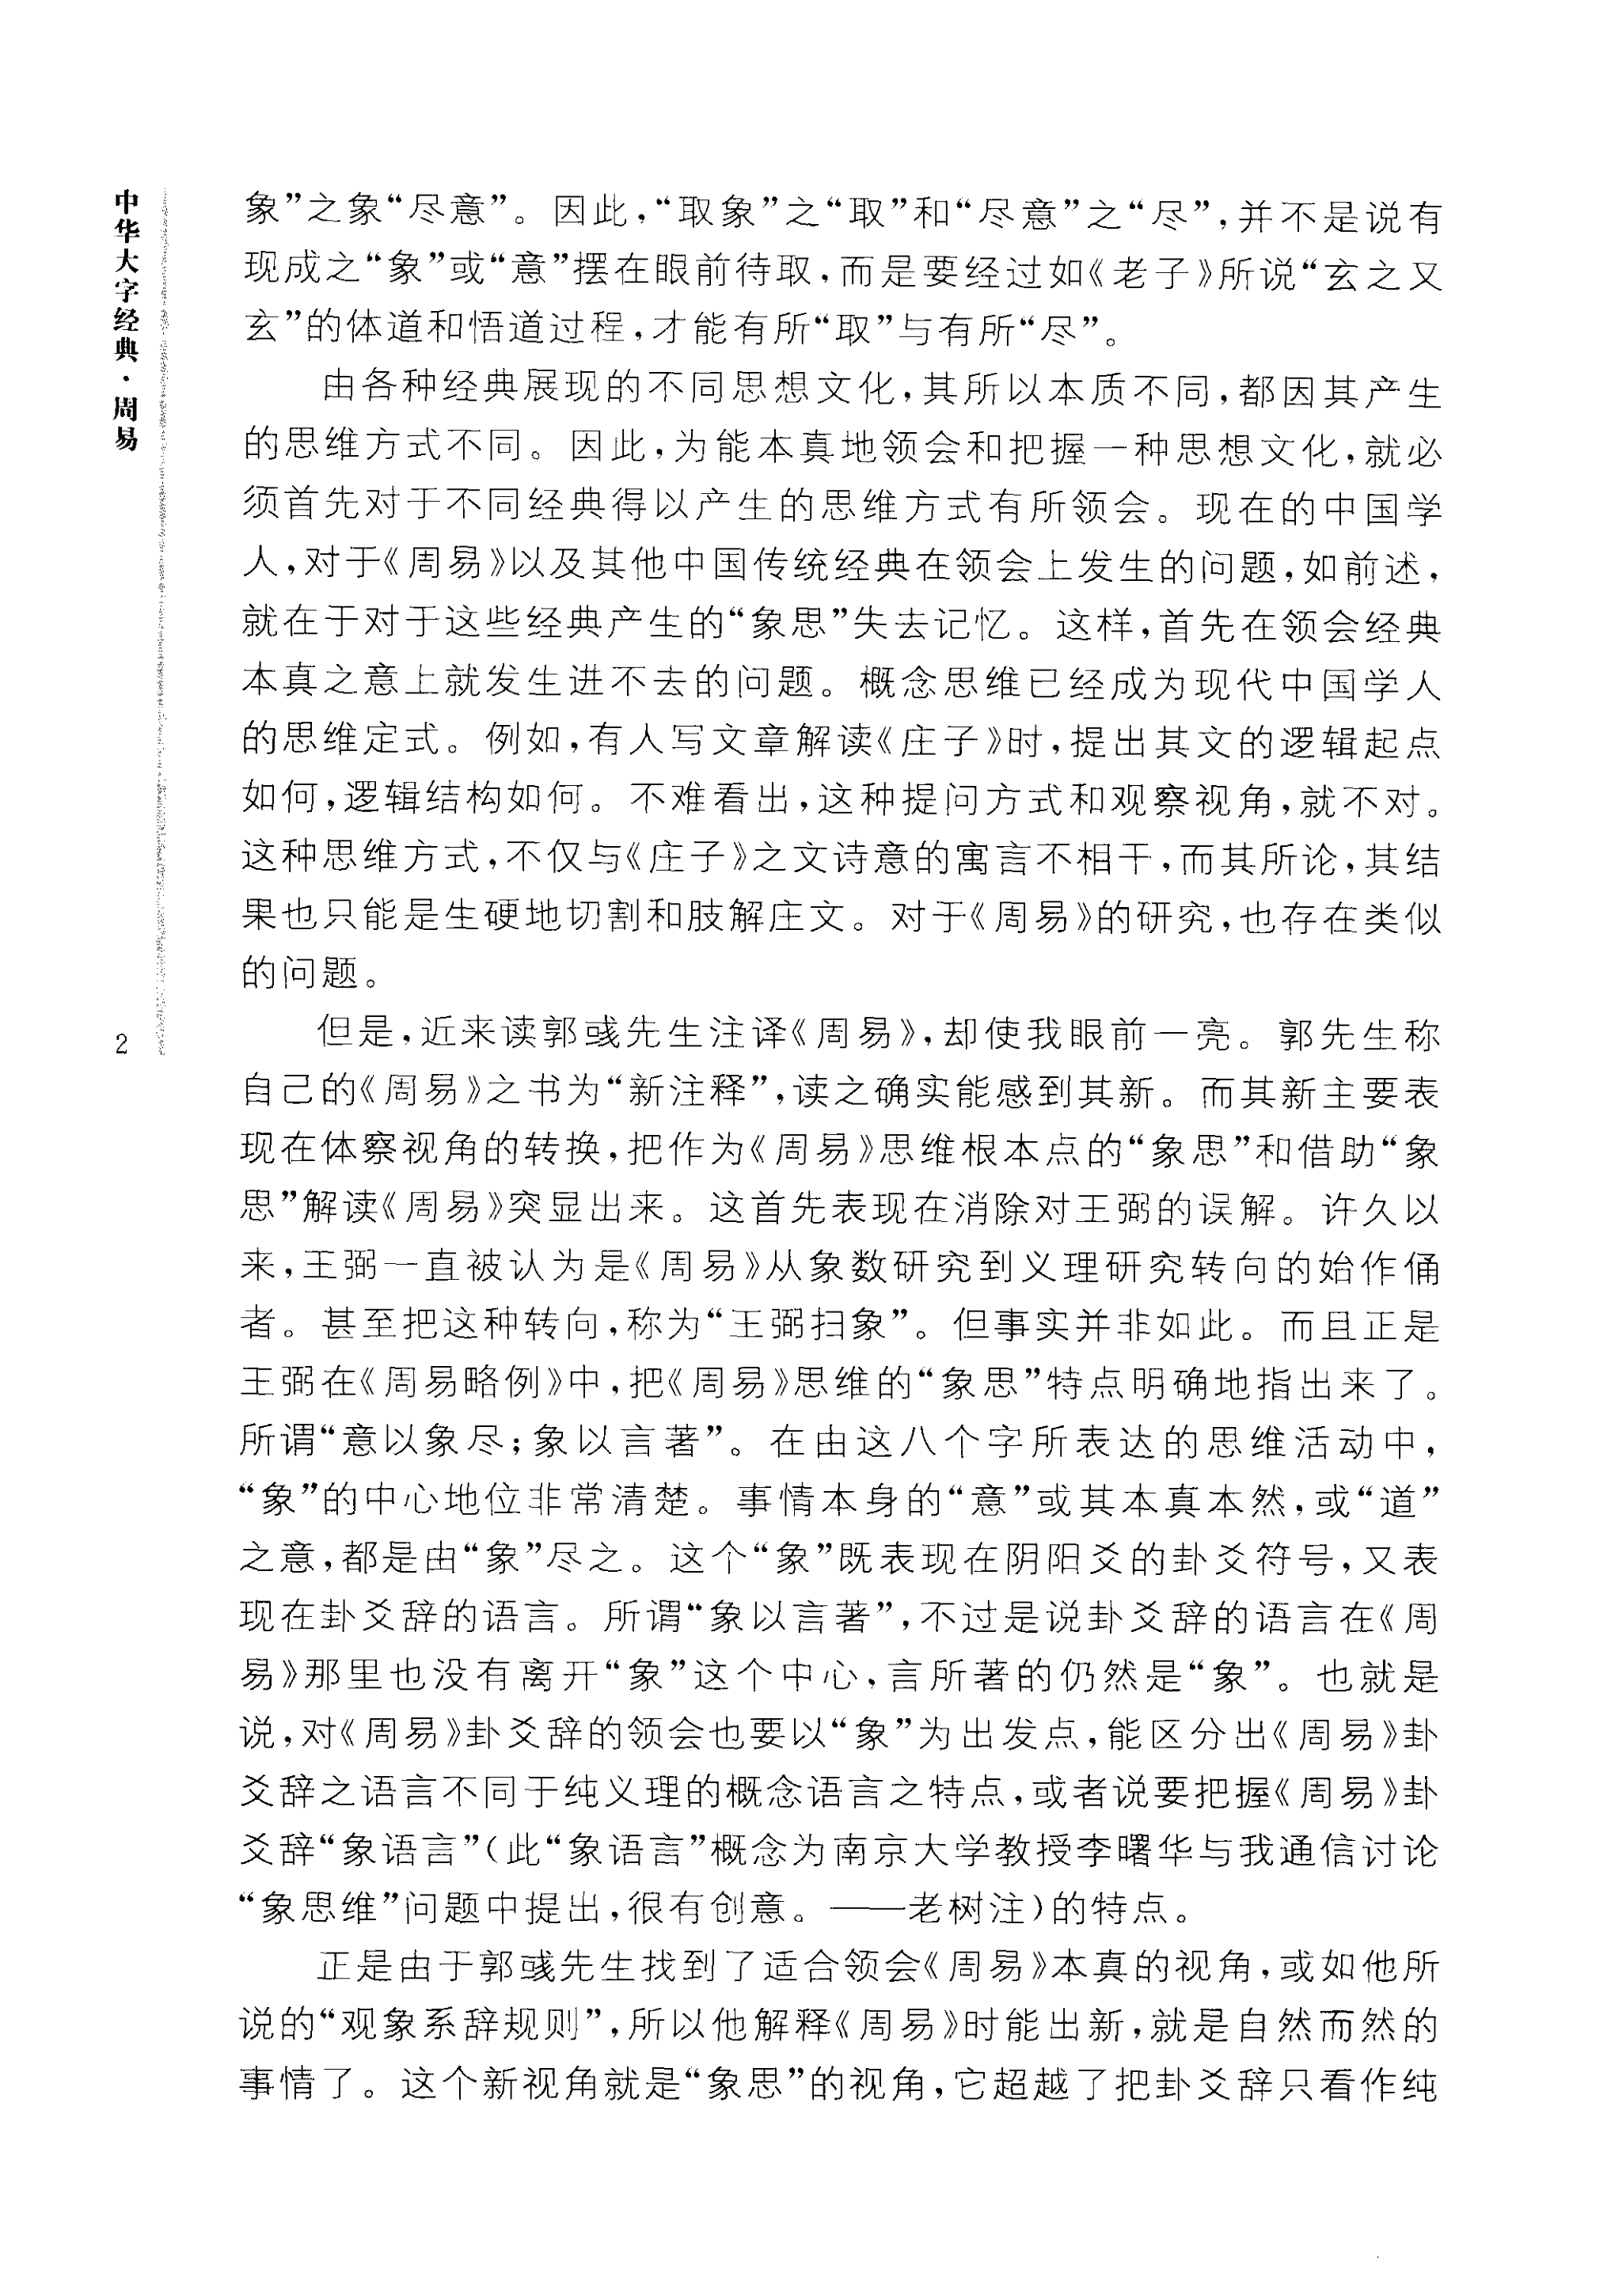 中华大字经典·周易
2
象”之象“尽意”。因此,“取象”之“取”和“尽意”之“尽”,并不是说有
现成之“象”或“意”摆在眼前待取,而是要经过如《老子》所说“玄之又
玄”的体道和悟道过程,才能有所“取”与有所“尽”。
由各种经典展现的不同思想文化,其所以本质不同,都因其产生
的思维方式不同。因此,为能本真地领会和把握一种思想文化,就必
须首先对于不同经典得以产生的思维方式有所领会。现在的中国学
人,对于《周易》以及其他中国传统经典在领会上发生的问题,如前述,
就在于对于这些经典产生的“象思”失去记忆。这样,首先在领会经典
本真之意上就发生进不去的问题。概念思维已经成为现代中国学人
的思维定式。例如,有人写文章解读《庄子》时,提出其文的逻辑起点
如何,逻辑结构如何。不难看出,这种提问方式和观察视角,就不对。
这种思维方式,不仅与《庄子》之文诗意的寓言不相干,而其所论,其结
果也只能是生硬地切割和肢解庄文。对于《周易》的研究,也存在类似
的问题。
但是,近来读郭彧先生注译《周易》,却使我眼前一亮。郭先生称
自己的《周易》之书为“新注释”,读之确实能感到其新。而其新主要表
现在体察视角的转换,把作为《周易》思维根本点的“象思”和借助“象
思”解读《周易》突显出来。这首先表现在消除对王弼的误解。许久以
来,王弼一直被认为是《周易》从象数研究到义理研究转向的始作俑
者。甚至把这种转向,称为“王弼扫象”。但事实并非如此。而且正是
王弼在《周易略例》中,把《周易》思维的“象思”特点明确地指出来了。
所谓“意以象尽;象以言著”。在由这八个字所表达的思维活动中,
“象”的中心地位非常清楚。事情本身的“意”或其本真本然,或“道”
之意,都是由“象”尽之。这个“象”既表现在阴阳爻的卦爻符号,又表
现在卦爻辞的语言。所谓“象以言著”,不过是说卦爻辞的语言在《周
易》那里也没有离开“象”这个中心,言所著的仍然是“象”。也就是
说,对《周易》卦爻辞的领会也要以“象”为出发点,能区分出《周易》卦
爻辞之语言不同于纯义理的概念语言之特点,或者说要把握《周易》卦
爻辞“象语言”(此“象语言”概念为南京大学教授李曙华与我通信讨论
“象思维”问题中提出,很有创意。——老树注)的特点。
正是由于郭彧先生找到了适合领会《周易》本真的视角,或如他所
说的“观象系辞规则”,所以他解释《周易》时能出新,就是自然而然的
事情了。这个新视角就是“象思”的视角,它超越了把卦爻辞只看作纯